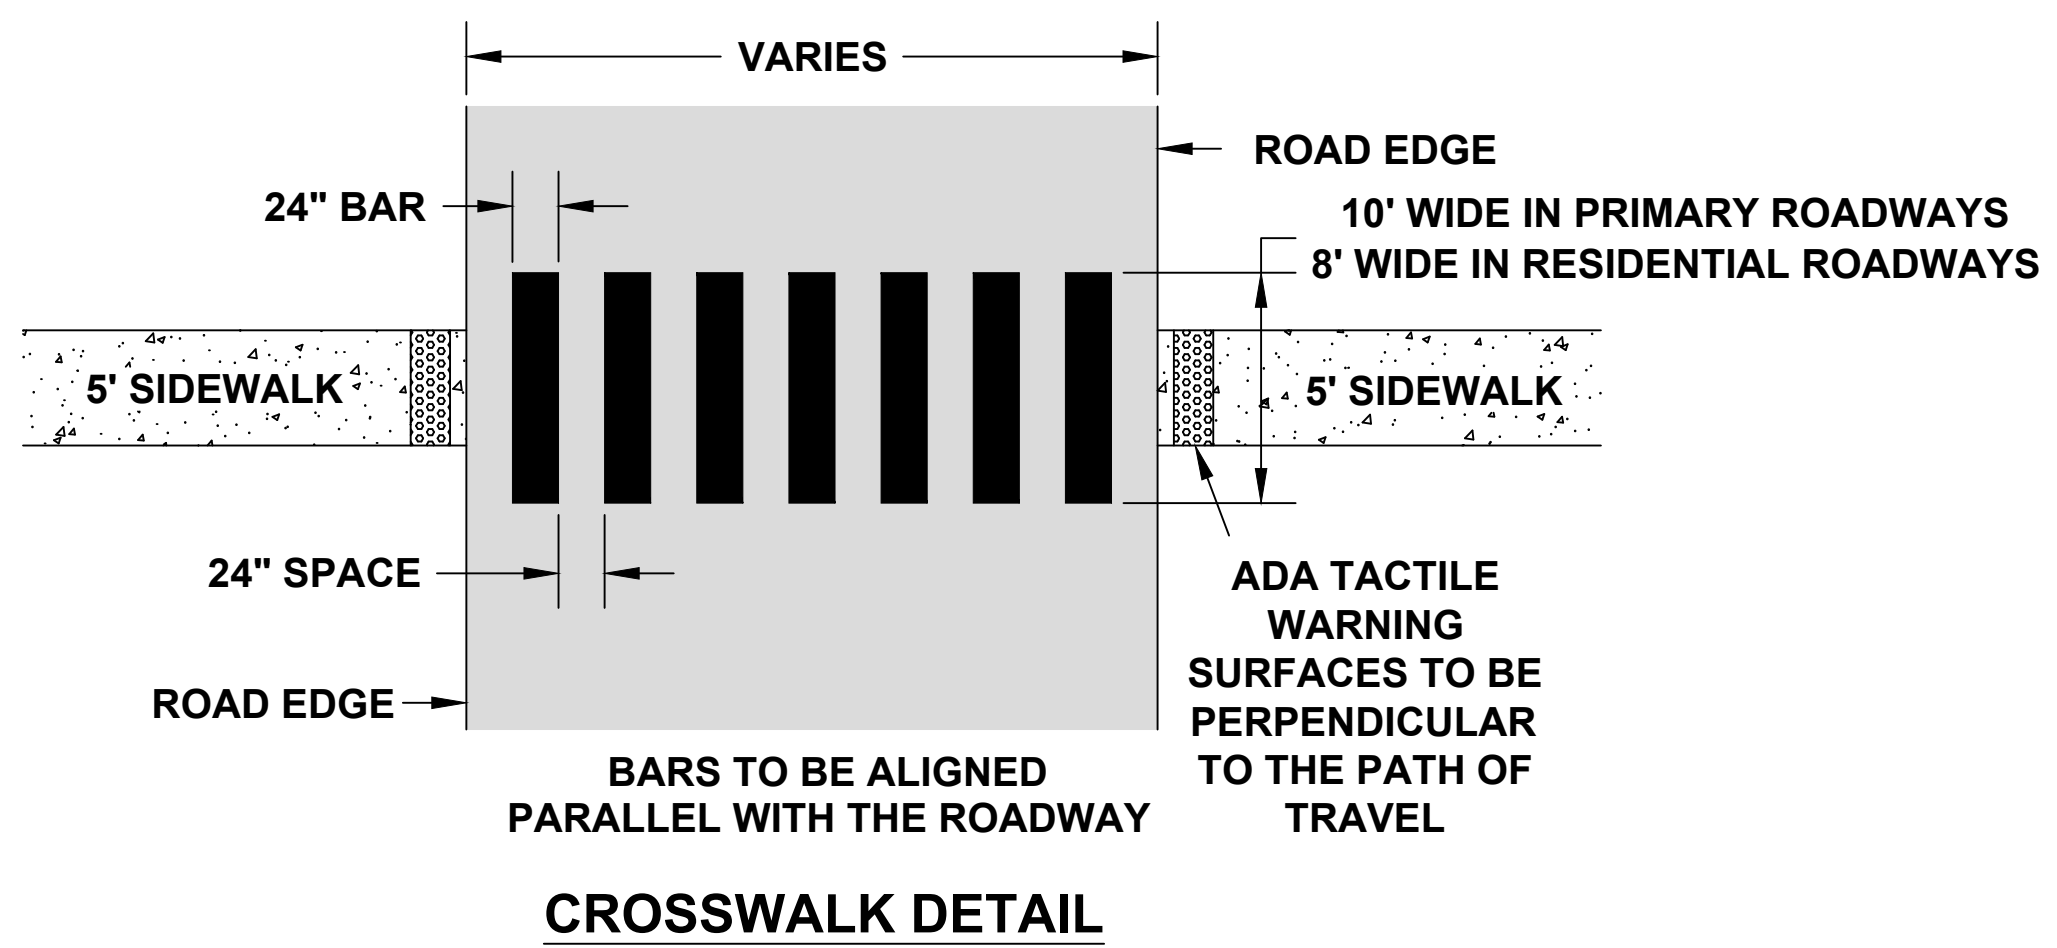 VARIES
ROAD EDGE
24" BAR
10' WIDE IN PRIMARY ROADWAYS
8' WIDE IN RESIDENTIAL ROADWAYS
5' SIDEWALK
5' SIDEWALK
24" SPACE
ADA TACTILE
WARNING
SURFACES TO BE
PERPENDICULAR
TO THE PATH OF
TRAVEL
ROAD EDGE
BARS TO BE ALIGNED
PARALLEL WITH THE ROADWAY
CROSSWALK DETAIL